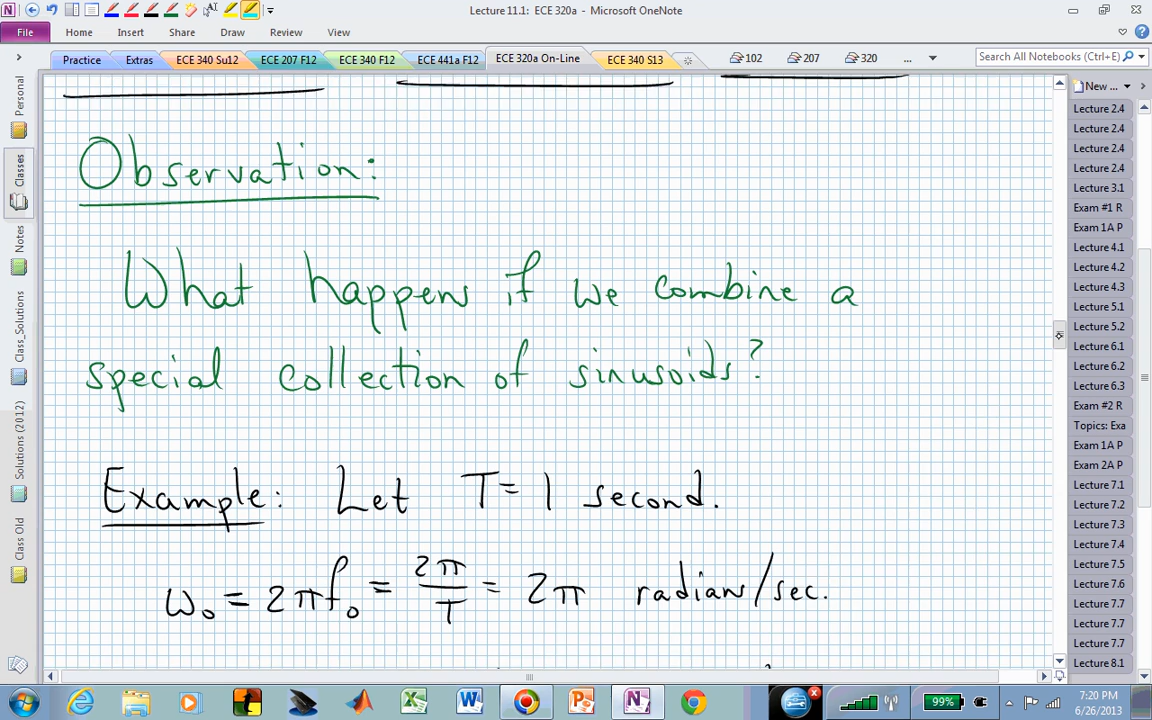 Lecture 11.1: ECE 320a - Microsoft OneNote
File Home Insert Share Draw Review View
Practice Extras ECE 340 Su12 ECE 207 F12 ECE 340 F12 ECE 441a F12 ECE 320a On-Line ECE 340 S13 102 207 320 ... Search All Notebooks (Ctrl+E)
Personal
Classes
Notes
Class_Solutions
Solutions (2012)
Class Old
Observation:
What happens if we combine a
special collection of sinusoids?
Example: Let T = 1 second.
ω₀ = 2πf₀ = 2π/T = 2π radian/sec.
New ...
Lecture 2.4
Lecture 2.4
Lecture 2.4
Lecture 2.4
Lecture 3.1
Exam #1 R
Exam 1A P
Lecture 4.1
Lecture 4.2
Lecture 4.3
Lecture 5.1
Lecture 5.2
Lecture 6.1
Lecture 6.2
Lecture 6.3
Exam #2 R
Topics: Exa
Exam 1A P
Exam 2A P
Lecture 7.1
Lecture 7.2
Lecture 7.3
Lecture 7.4
Lecture 7.5
Lecture 7.6
Lecture 7.7
Lecture 7.7
Lecture 7.7
Lecture 8.1
99%
7:20 PM
6/26/2013